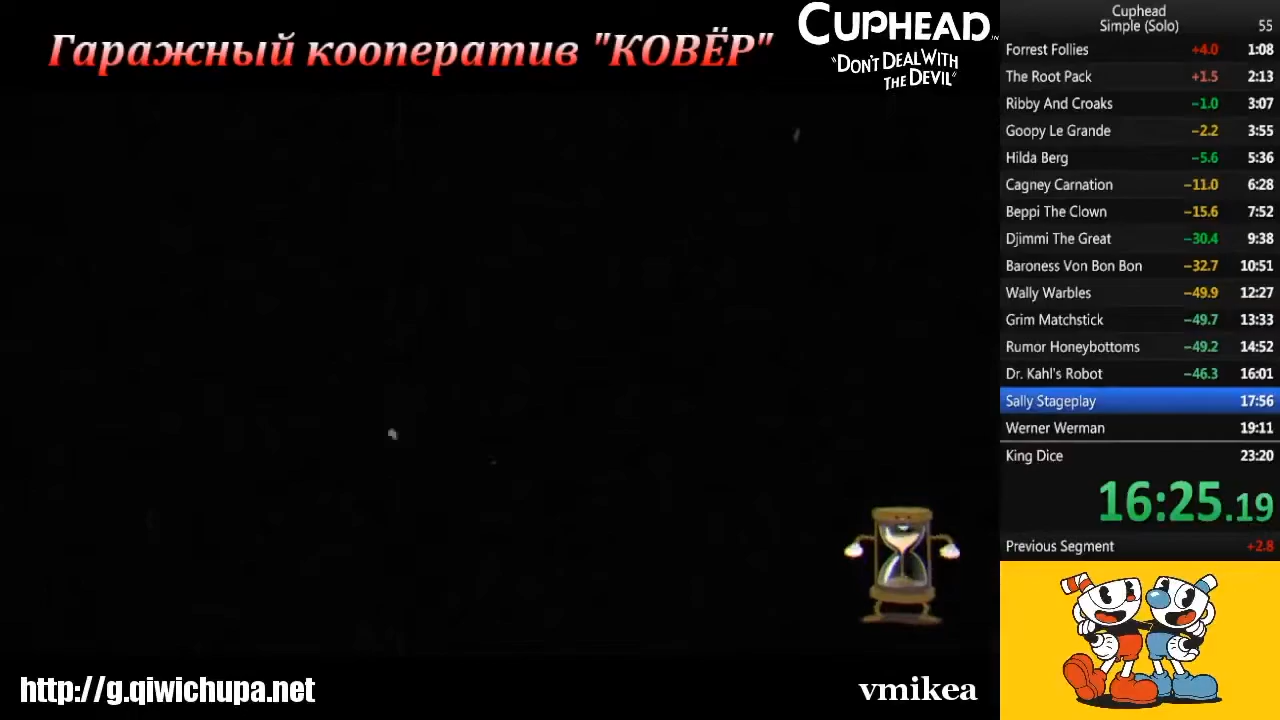 Гаражный кооператив "КОВЁР"
CUPHEAD
"DON'T DEAL WITH
THE DEVIL"
Cuphead
Simple (Solo) 55
Forrest Follies +4.0 1:08
The Root Pack +1.5 2:13
Ribby And Croaks −1.0 3:07
Goopy Le Grande −2.2 3:55
Hilda Berg −5.6 5:36
Cagney Carnation −11.0 6:28
Beppi The Clown −15.6 7:52
Djimmi The Great −30.4 9:38
Baroness Von Bon Bon −32.7 10:51
Wally Warbles −49.9 12:27
Grim Matchstick −49.7 13:33
Rumor Honeybottoms −49.2 14:52
Dr. Kahl's Robot −46.3 16:01
Sally Stageplay 17:56
Werner Werman 19:11
King Dice 23:20
16:25.19
Previous Segment +2.8
http://g.qiwichupa.net
vmikea